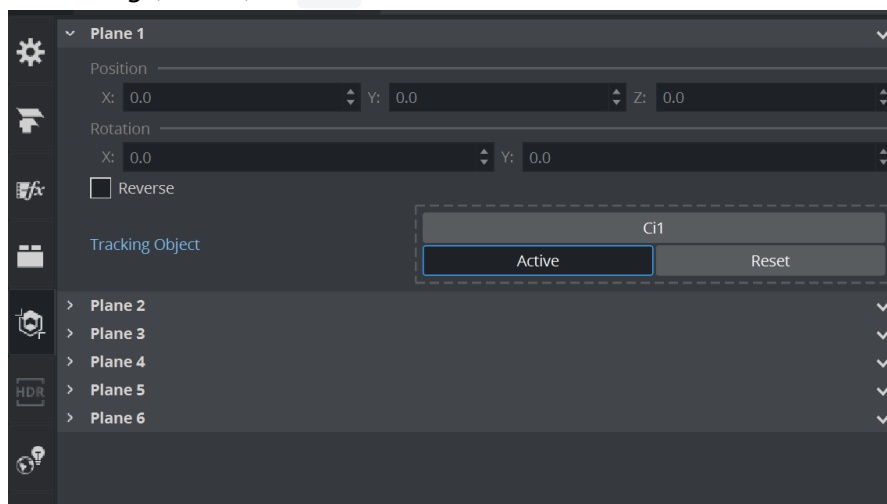 Plane 1
Position
X: 0.0 Y: 0.0 Z: 0.0
Rotation
X: 0.0 Y: 0.0
Reverse
Ci1
Tracking Object
Active Reset
Plane 2
Plane 3
Plane 4
Plane 5
Plane 6
fx
HDR